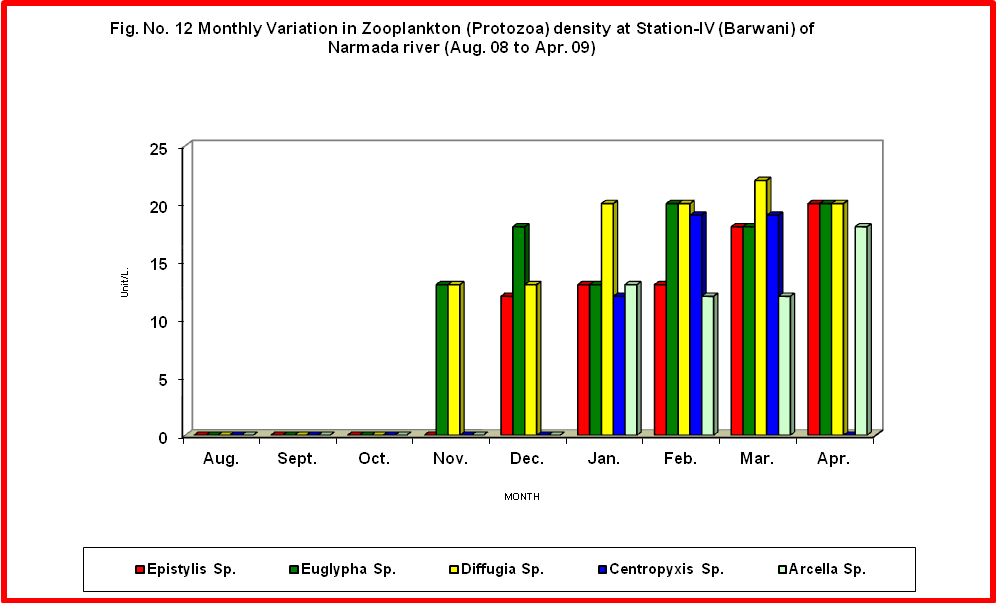 Fig. No. 12 Monthly Variation in Zooplankton (Protozoa) density at Station-IV (Barwani) of
Narmada river (Aug. 08 to Apr. 09)
25
20
15
10
5
0
Unit/L.
Aug. Sept. Oct. Nov. Dec. Jan. Feb. Mar. Apr.
MONTH
Epistylis Sp. Euglypha Sp. Diffugia Sp. Centropyxis Sp. Arcella Sp.